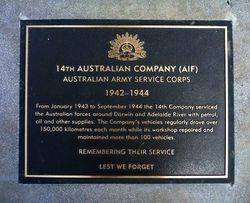 14TH AUSTRALIAN COMPANY (AIF)
AUSTRALIAN ARMY SERVICE CORPS
1942–1944
From January 1943 to September 1944 the 14th Company serviced
the Australian forces around Darwin and Adelaide River with petrol,
oil and other supplies. The Company's vehicles regularly drove over
150,000 kilometres each month while its workshop repaired and
maintained more than 100 vehicles.
REMEMBERING THEIR SERVICE
LEST WE FORGET